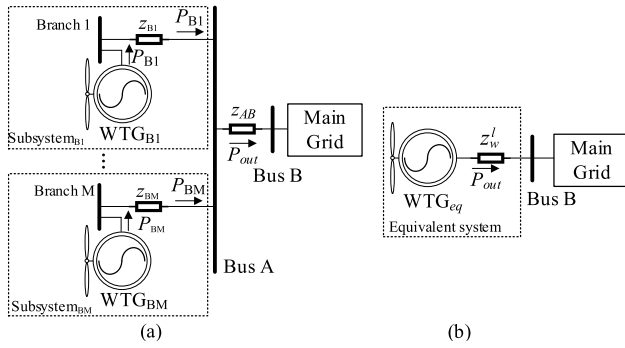 Branch 1
z_B1
P_B1
P_B1
WTG_B1
Subsystem_B1
Branch M
z_BM
P_BM
P_BM
WTG_BM
Subsystem_BM
z_AB
P_out
Main
Grid
Bus B
Bus A
(a)
WTG_eq
z_w^l
P_out
Main
Grid
Bus B
Equivalent system
(b)